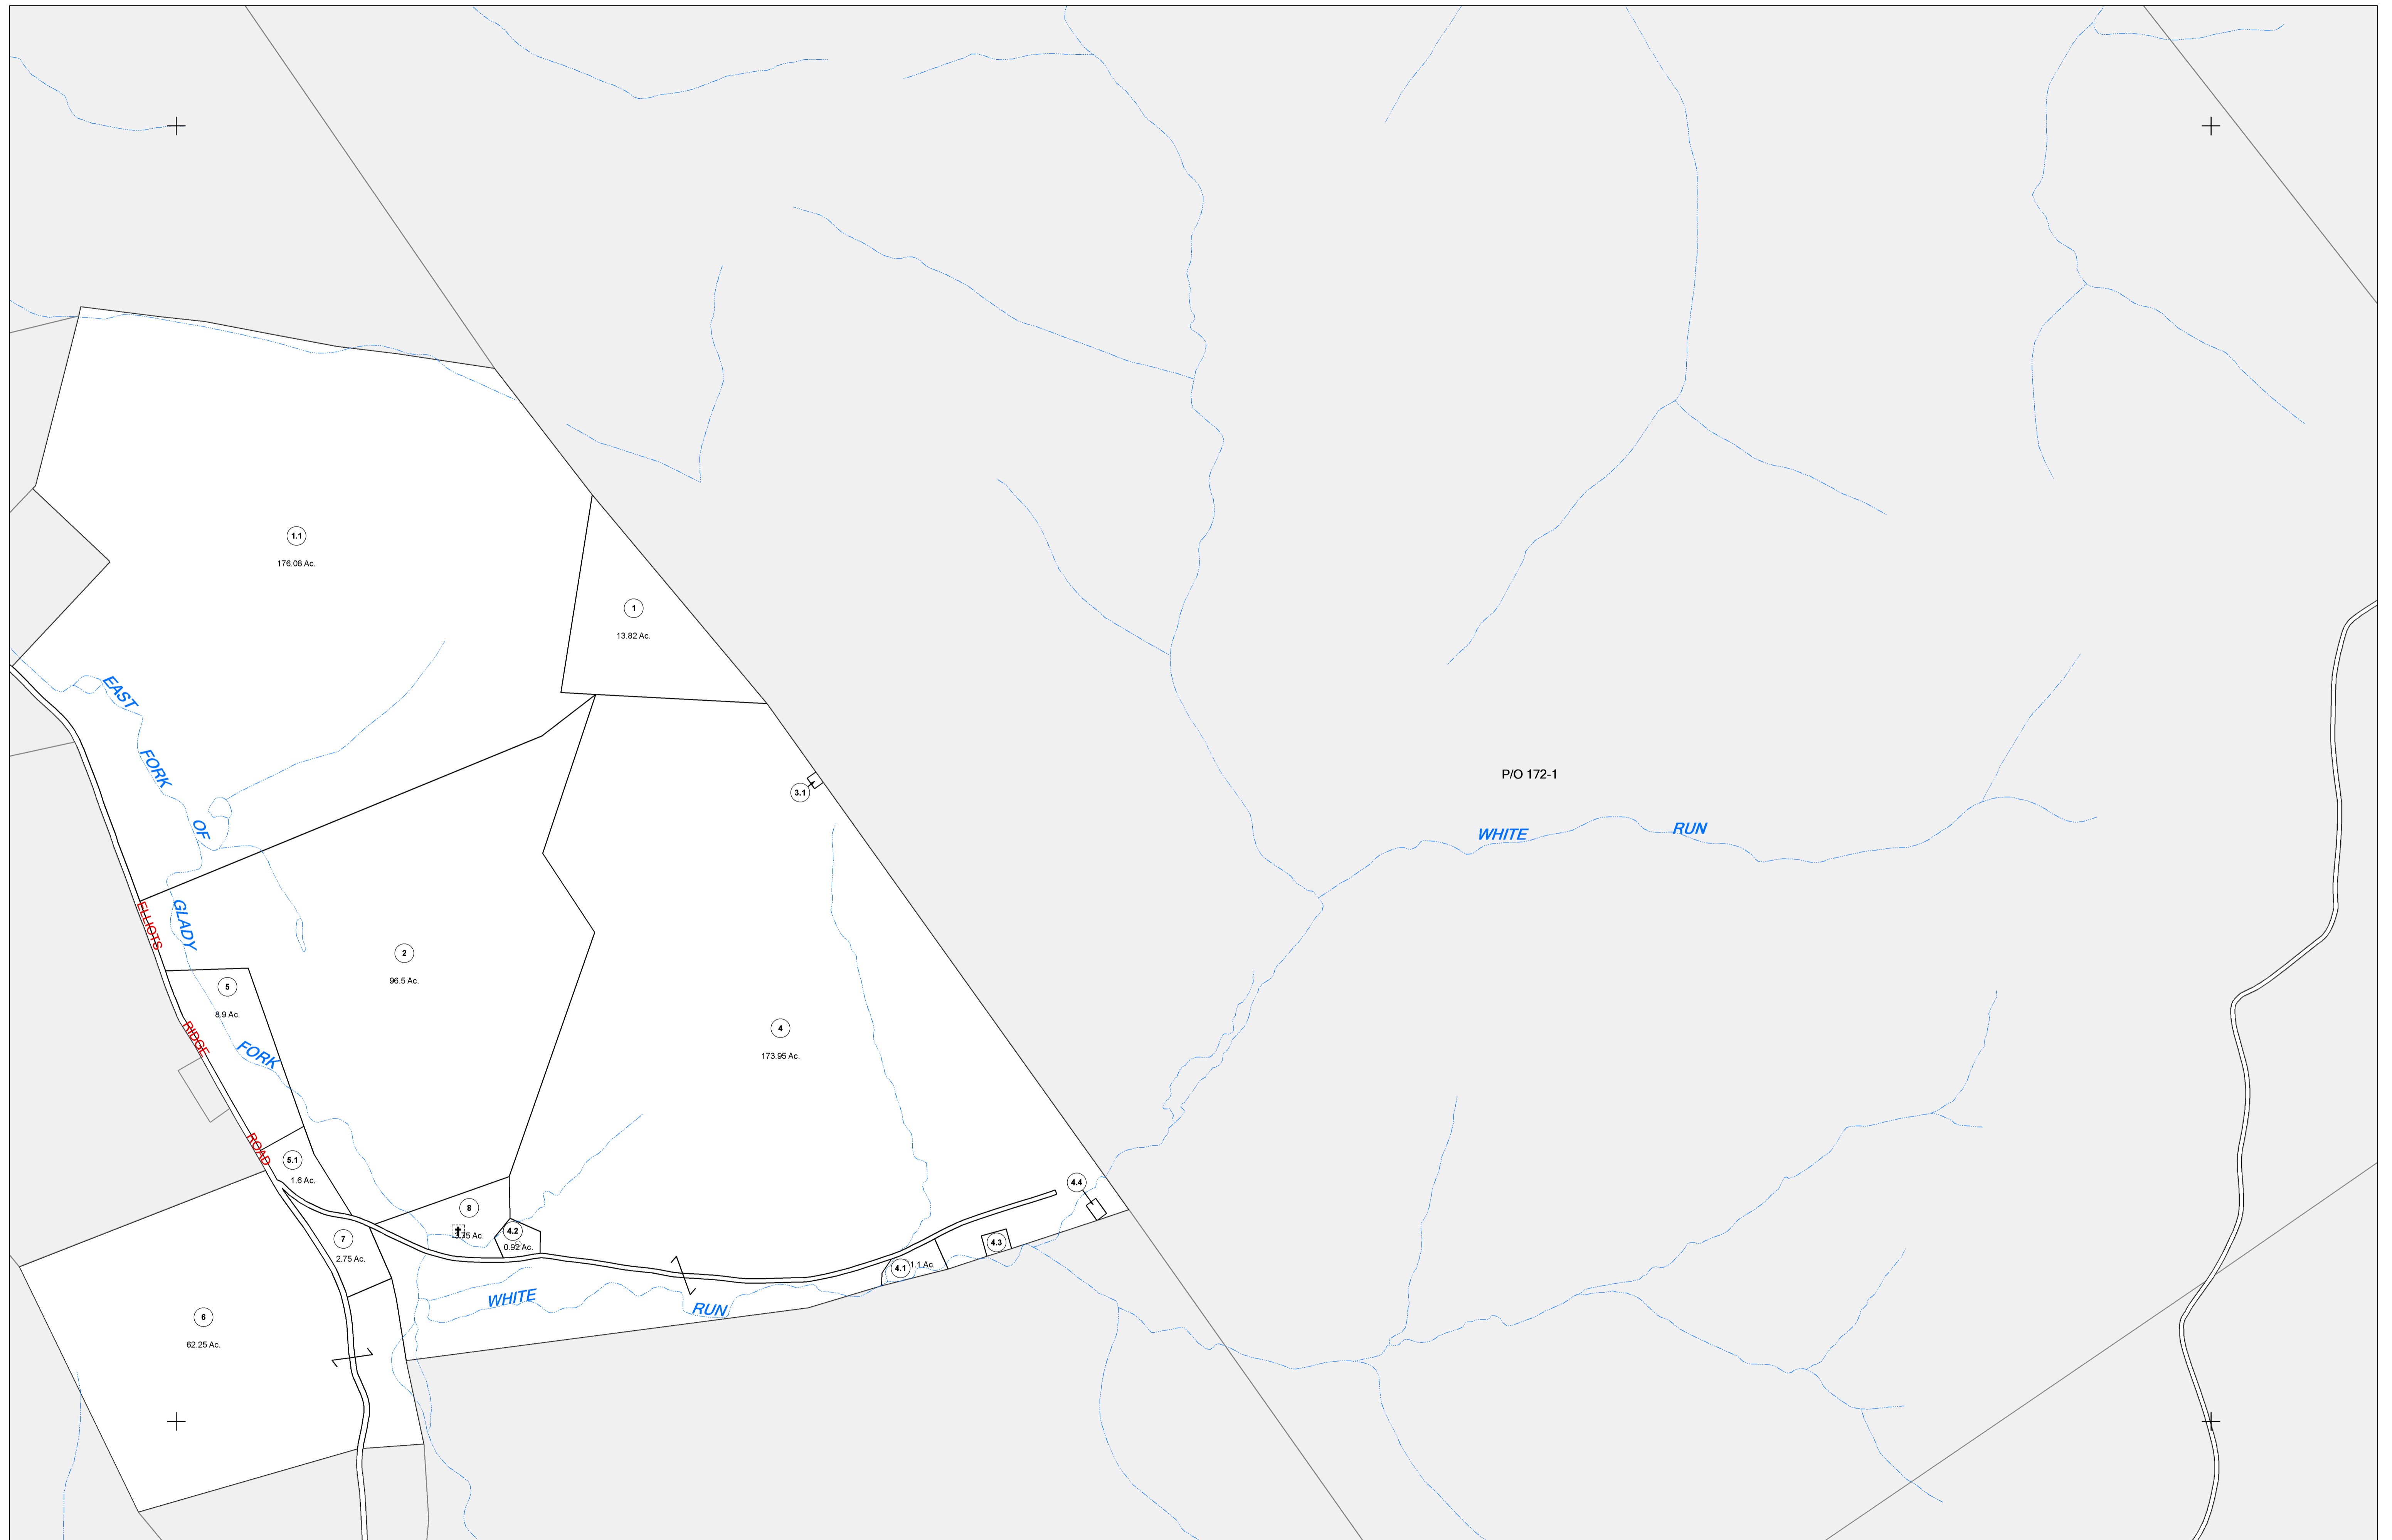 1.1
176.08 Ac.
1
13.82 Ac.
EAST
FORK
OF
GLADY
FORK
3.1
P/O 172-1
WHITE RUN
ELLIOTS
RIDGE
ROAD
2
96.5 Ac.
5
8.9 Ac.
4
173.95 Ac.
5.1
1.6 Ac.
4.4
8
.75 Ac.
4.2
0.92 Ac.
7
2.75 Ac.
4.3
4.1
1.1 Ac.
WHITE RUN
6
62.25 Ac.